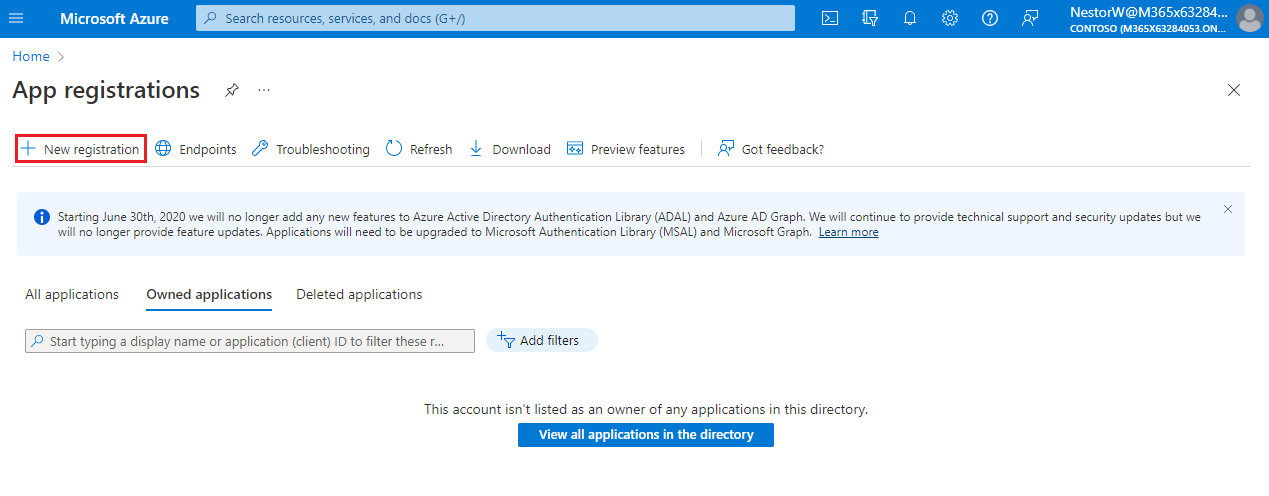 Microsoft Azure
Search resources, services, and docs (G+/)
NestorW@M365x63284...
CONTOSO (M365X63284053.ON...
Home
App registrations
New registration
Endpoints
Troubleshooting
Refresh
Download
Preview features
Got feedback?
Starting June 30th, 2020 we will no longer add any new features to Azure Active Directory Authentication Library (ADAL) and Azure AD Graph. We will continue to provide technical support and security updates but we
will no longer provide feature updates. Applications will need to be upgraded to Microsoft Authentication Library (MSAL) and Microsoft Graph. Learn more
All applications
Owned applications
Deleted applications
Start typing a display name or application (client) ID to filter these r...
Add filters
This account isn't listed as an owner of any applications in this directory.
View all applications in the directory